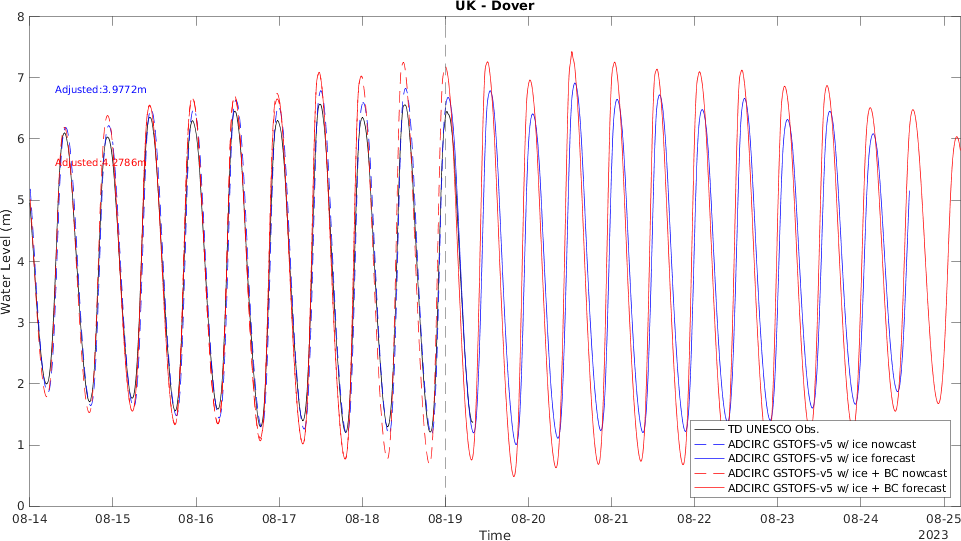 UK - Dover
8
7
6
5
4
3
2
1
0
Water Level (m)
Adjusted:3.9772m
Adjusted:4.2786m
TD UNESCO Obs.
ADCIRC GSTOFS-v5 w/ ice nowcast
ADCIRC GSTOFS-v5 w/ ice forecast
ADCIRC GSTOFS-v5 w/ ice + BC nowcast
ADCIRC GSTOFS-v5 w/ ice + BC forecast
08-14 08-15 08-16 08-17 08-18 08-19 08-20 08-21 08-22 08-23 08-24 08-25
Time
2023